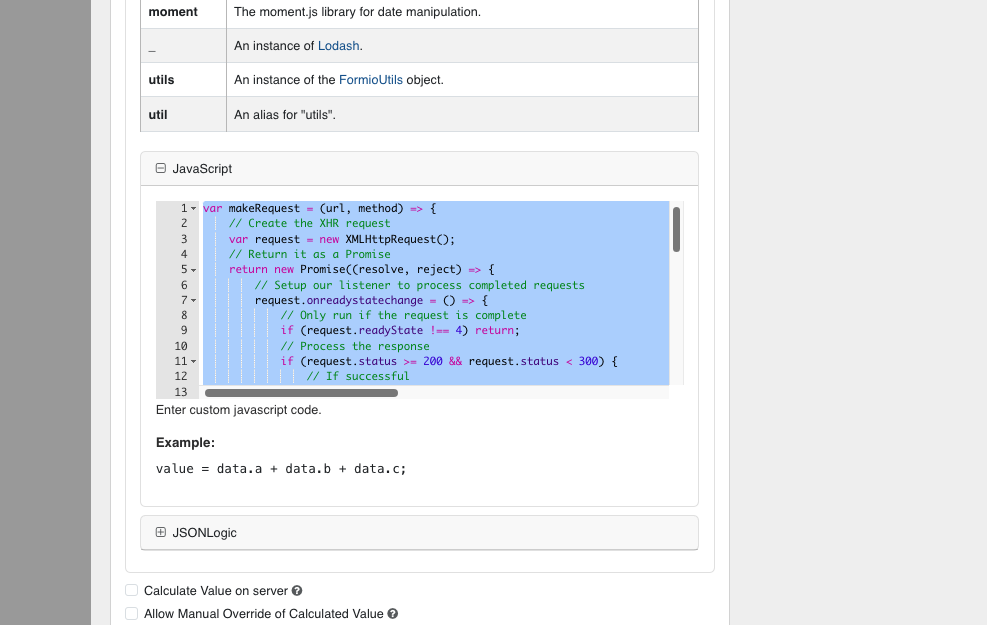 moment The moment.js library for date manipulation.
_ An instance of Lodash.
utils An instance of the FormioUtils object.
util An alias for "utils".
JavaScript
1 var makeRequest = (url, method) => {
2 // Create the XHR request
3 var request = new XMLHttpRequest();
4 // Return it as a Promise
5 return new Promise((resolve, reject) => {
6 // Setup our listener to process completed requests
7 request.onreadystatechange = () => {
8 // Only run if the request is complete
9 if (request.readyState !== 4) return;
10 // Process the response
11 if (request.status >= 200 && request.status < 300) {
12 // If successful
13
Enter custom javascript code.
Example:
value = data.a + data.b + data.c;
JSONLogic
Calculate Value on server
Allow Manual Override of Calculated Value